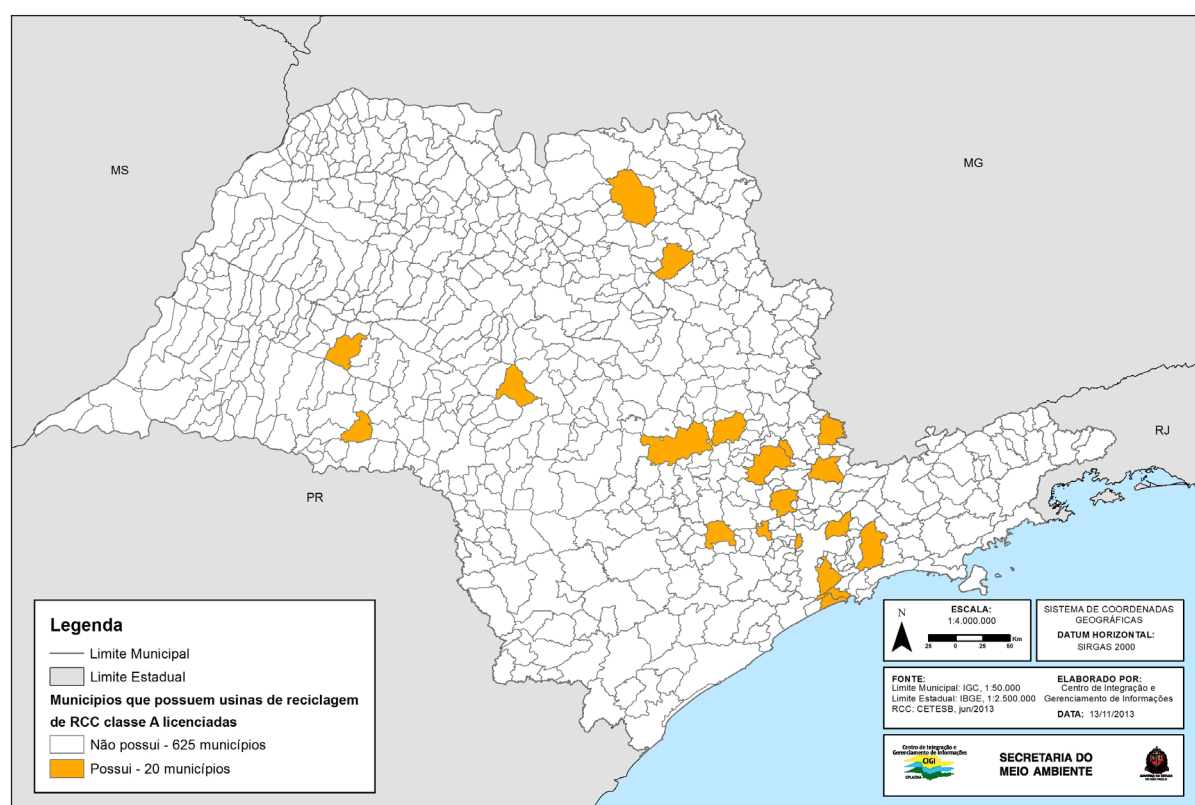 MS
MG
RJ
PR
Legenda
Limite Municipal
Limite Estadual
Municípios que possuem usinas de reciclagem
de RCC classe A licenciadas
Não possui - 625 municípios
Possui - 20 municípios
N
ESCALA:
1:4.000.000
25 0 25 50 Km
SISTEMA DE COORDENADAS
GEOGRÁFICAS
DATUM HORIZONTAL:
SIRGAS 2000
FONTE:
Limite Municipal: IGC, 1:50.000
Limite Estadual: IBGE, 1:2.500.000
RCC: CETESB, jun/2013
ELABORADO POR:
Centro de Integração e
Gerenciamento de Informações
DATA: 13/11/2013
Centro de Integração e
Gerenciamento de Informações
CIGI
SECRETARIA DO
MEIO AMBIENTE